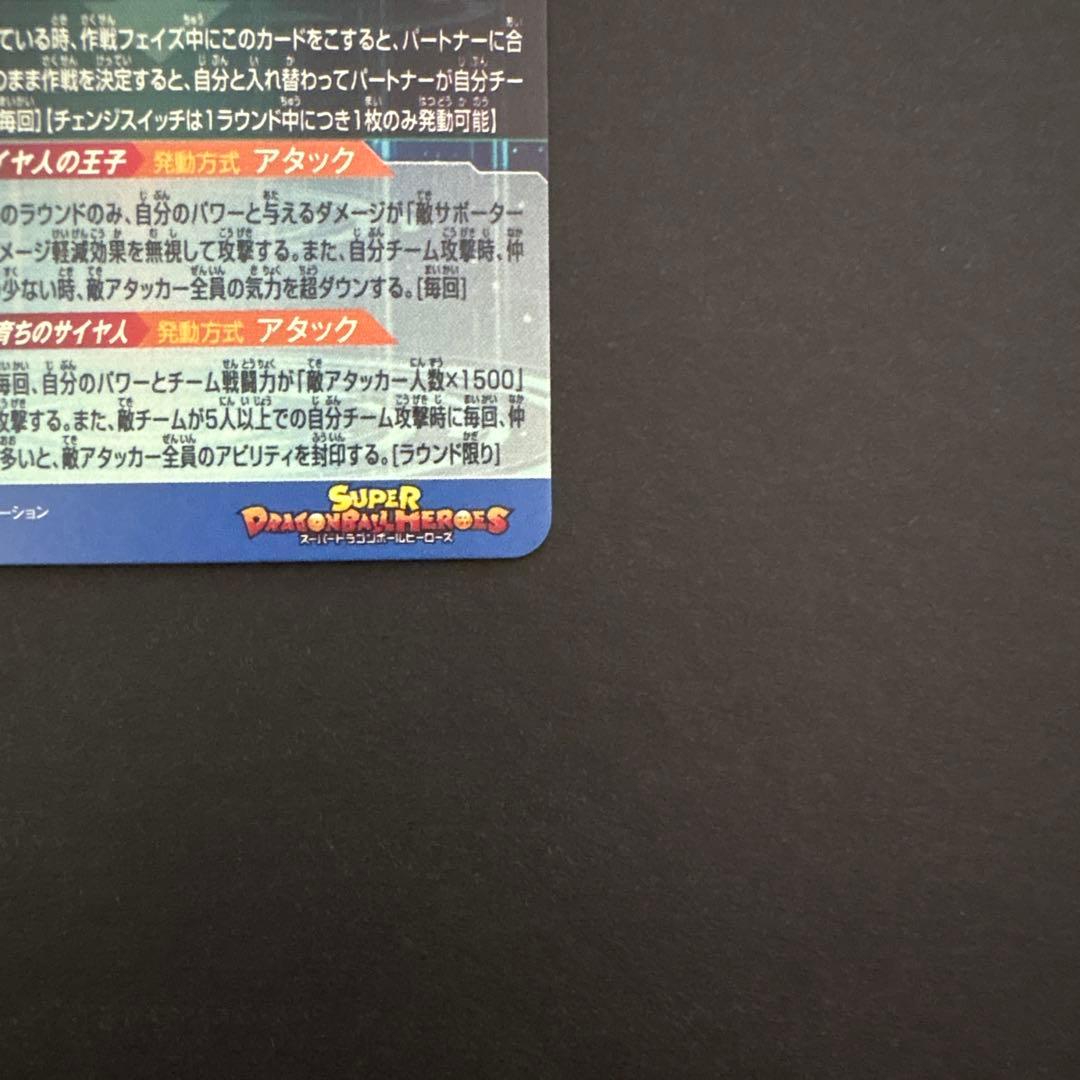 ている時、作戦フェイズ中にこのカードをこすると、パートナーに合
のまま作戦を決定すると、自分と入れ替わってパートナーが自分チー
毎回][チェンジスイッチは1ラウンド中につき1枚のみ発動可能]
イヤ人の王子 発動方式 アタック
のラウンドのみ、自分のパワーと与えるダメージが「敵サポーター
メージ軽減効果を無視して攻撃する。また、自分チーム攻撃時、仲
少ない時、敵アタッカー全員の気力を超ダウンする。[毎回]
育ちのサイヤ人 発動方式 アタック
毎回、自分のパワーとチーム戦闘力が「敵アタッカー人数×1500」
攻撃する。また、敵チームが5人以上での自分チーム攻撃時に毎回、仲
多いと、敵アタッカー全員のアビリティを封印する。[ラウンド限り]
ーション
SUPER
DRAGONBALL HEROES
スーパードラゴンボールヒーローズ